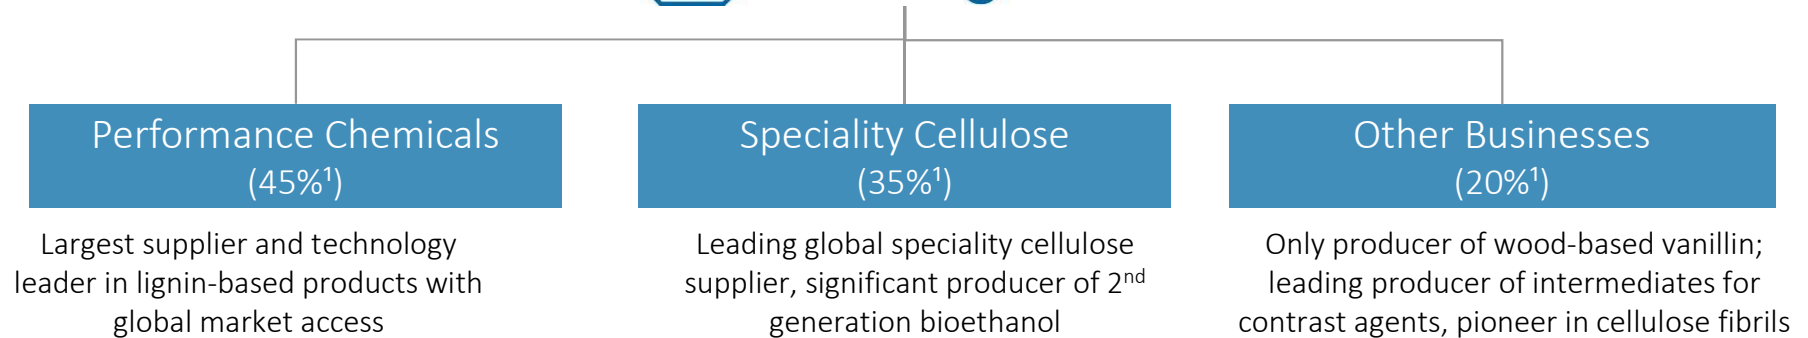 Performance Chemicals
(45%¹)
Largest supplier and technology
leader in lignin-based products with
global market access
Speciality Cellulose
(35%¹)
Leading global speciality cellulose
supplier, significant producer of 2nd
generation bioethanol
Other Businesses
(20%¹)
Only producer of wood-based vanillin;
leading producer of intermediates for
contrast agents, pioneer in cellulose fibrils